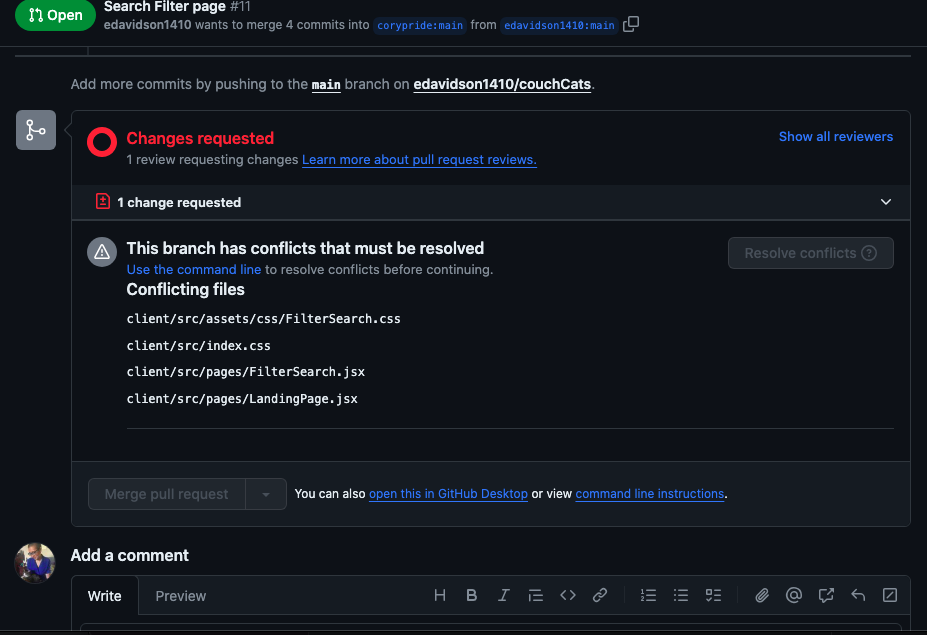 Open
Search Filter page #11
edavidson1410 wants to merge 4 commits into corypride:main from edavidson1410:main
Add more commits by pushing to the main branch on edavidson1410/couchCats.
Changes requested
Show all reviewers
1 review requesting changes Learn more about pull request reviews.
1 change requested
This branch has conflicts that must be resolved
Resolve conflicts ?
Use the command line to resolve conflicts before continuing.
Conflicting files
client/src/assets/css/FilterSearch.css
client/src/index.css
client/src/pages/FilterSearch.jsx
client/src/pages/LandingPage.jsx
Merge pull request
You can also open this in GitHub Desktop or view command line instructions.
Add a comment
Write
Preview